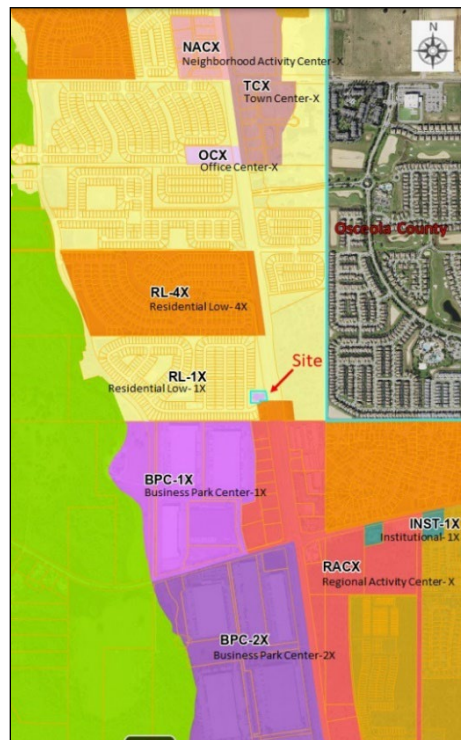 N
NACX
Neighborhood Activity Center-X
TCX
Town Center-X
OCX
Office Center-X
Osceola County
RL-4X
Residential Low- 4X
Site
RL-1X
Residential Low- 1X
BPC-1X
Business Park Center-1X
INST-1X
Institutional- 1X
RACX
Regional Activity Center- X
BPC-2X
Business Park Center-2X